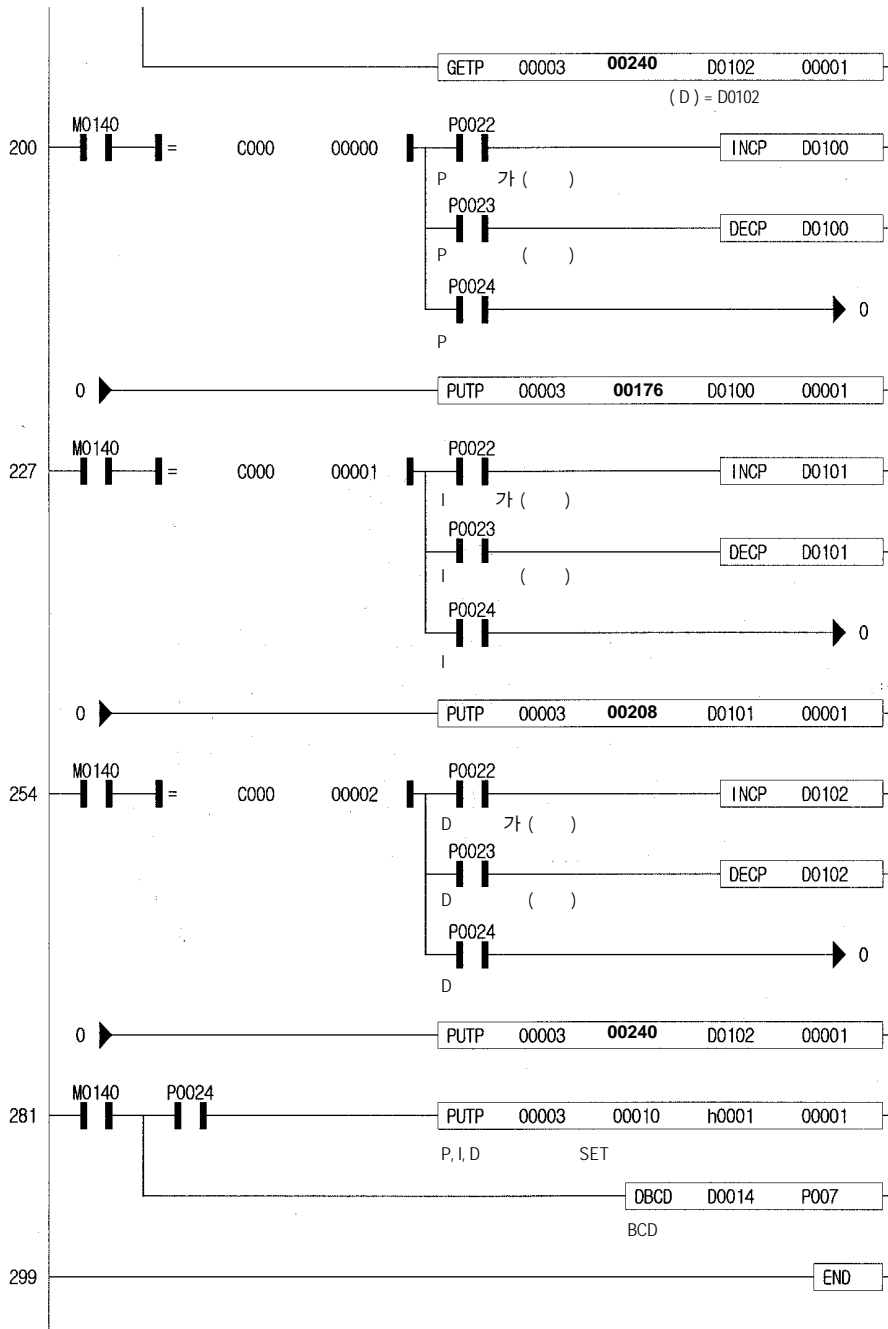 GETP 00003 00240 D0102 00001
( D ) = D0102
M0140 P0022
200 = C000 00000 INCP D0100
P 가 ( )
P0023
DECP D0100
P ( )
P0024
0
P
0 PUTP 00003 00176 D0100 00001
M0140 P0022
227 = C000 00001 INCP D0101
I 가 ( )
P0023
DECP D0101
I ( )
P0024
0
I
0 PUTP 00003 00208 D0101 00001
M0140 P0022
254 = C000 00002 INCP D0102
D 가 ( )
P0023
DECP D0102
D ( )
P0024
0
D
0 PUTP 00003 00240 D0102 00001
M0140 P0024
281 PUTP 00003 00010 h0001 00001
P, I, D SET
DBCD D0014 P007
BCD
299 END